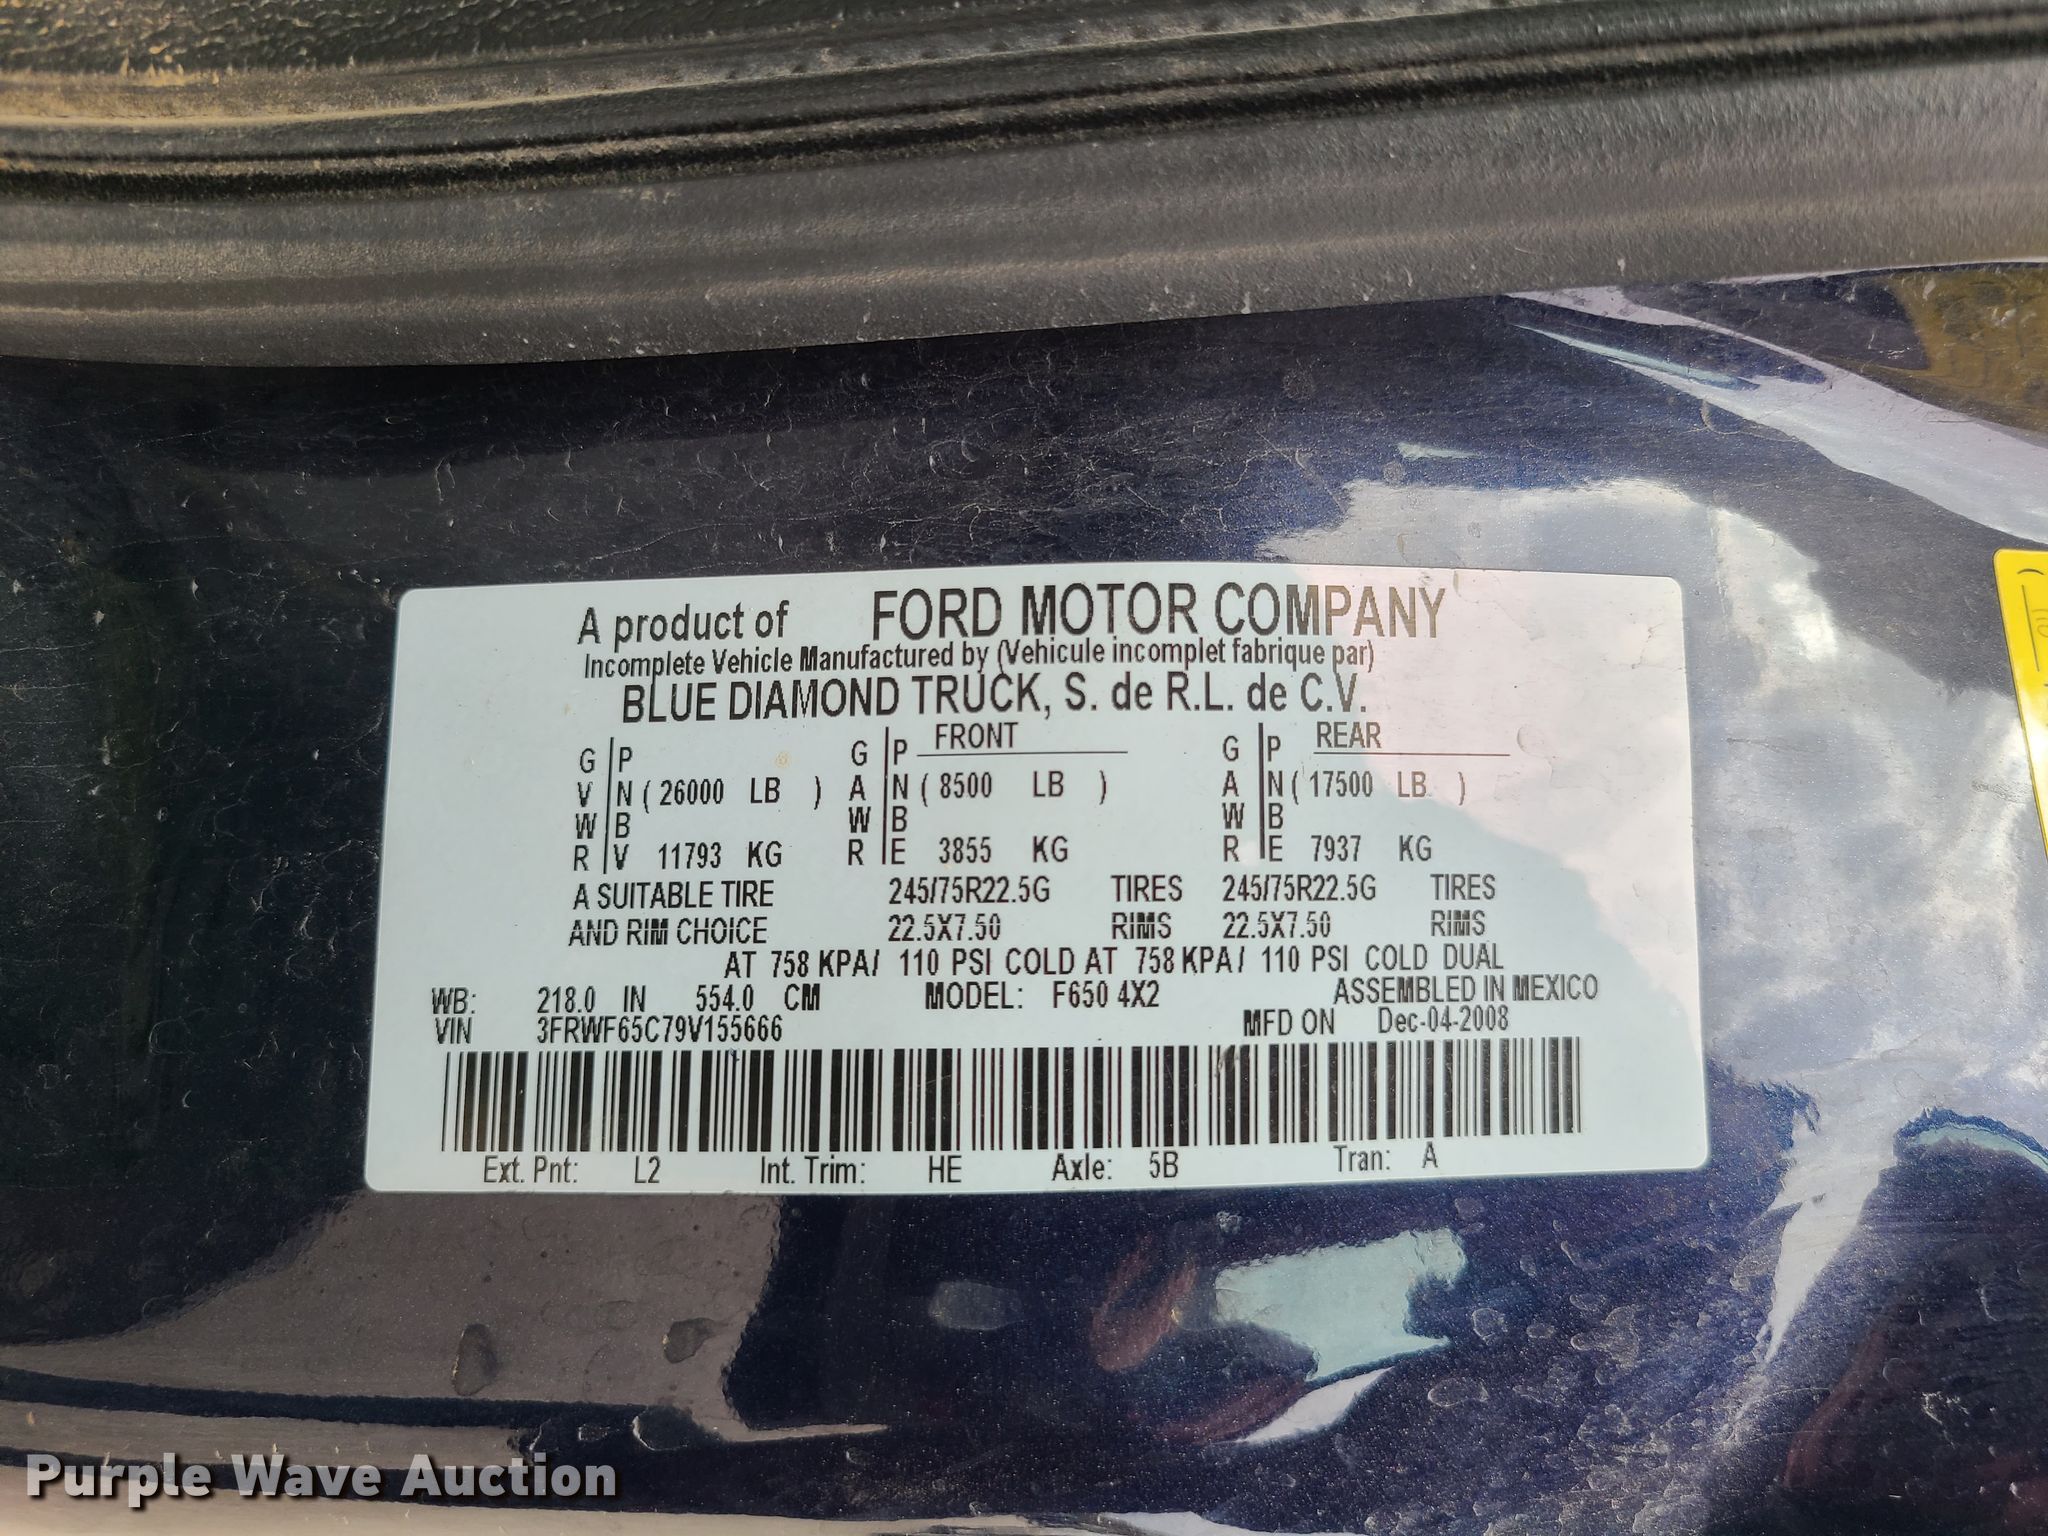 A product of FORD MOTOR COMPANY
Incomplete Vehicle Manufactured by (Vehicule incomplet fabrique par)
BLUE DIAMOND TRUCK, S. de R.L. de C.V.
G P G P FRONT G P REAR
V N ( 26000 LB ) A N ( 8500 LB ) A N ( 17500 LB )
W B W B W B
R V 11793 KG R E 3855 KG R E 7937 KG
A SUITABLE TIRE 245/75R22.5G TIRES 245/75R22.5G TIRES
AND RIM CHOICE 22.5X7.50 RIMS 22.5X7.50 RIMS
AT 758 KPA/ 110 PSI COLD AT 758 KPA/ 110 PSI COLD DUAL
WB: 218.0 IN 554.0 CM MODEL: F650 4X2 ASSEMBLED IN MEXICO
VIN 3FRWF65C79V155666 MFD ON Dec-04-2008
Ext. Pnt: L2 Int. Trim: HE Axle: 5B Tran: A
Purple Wave Auction